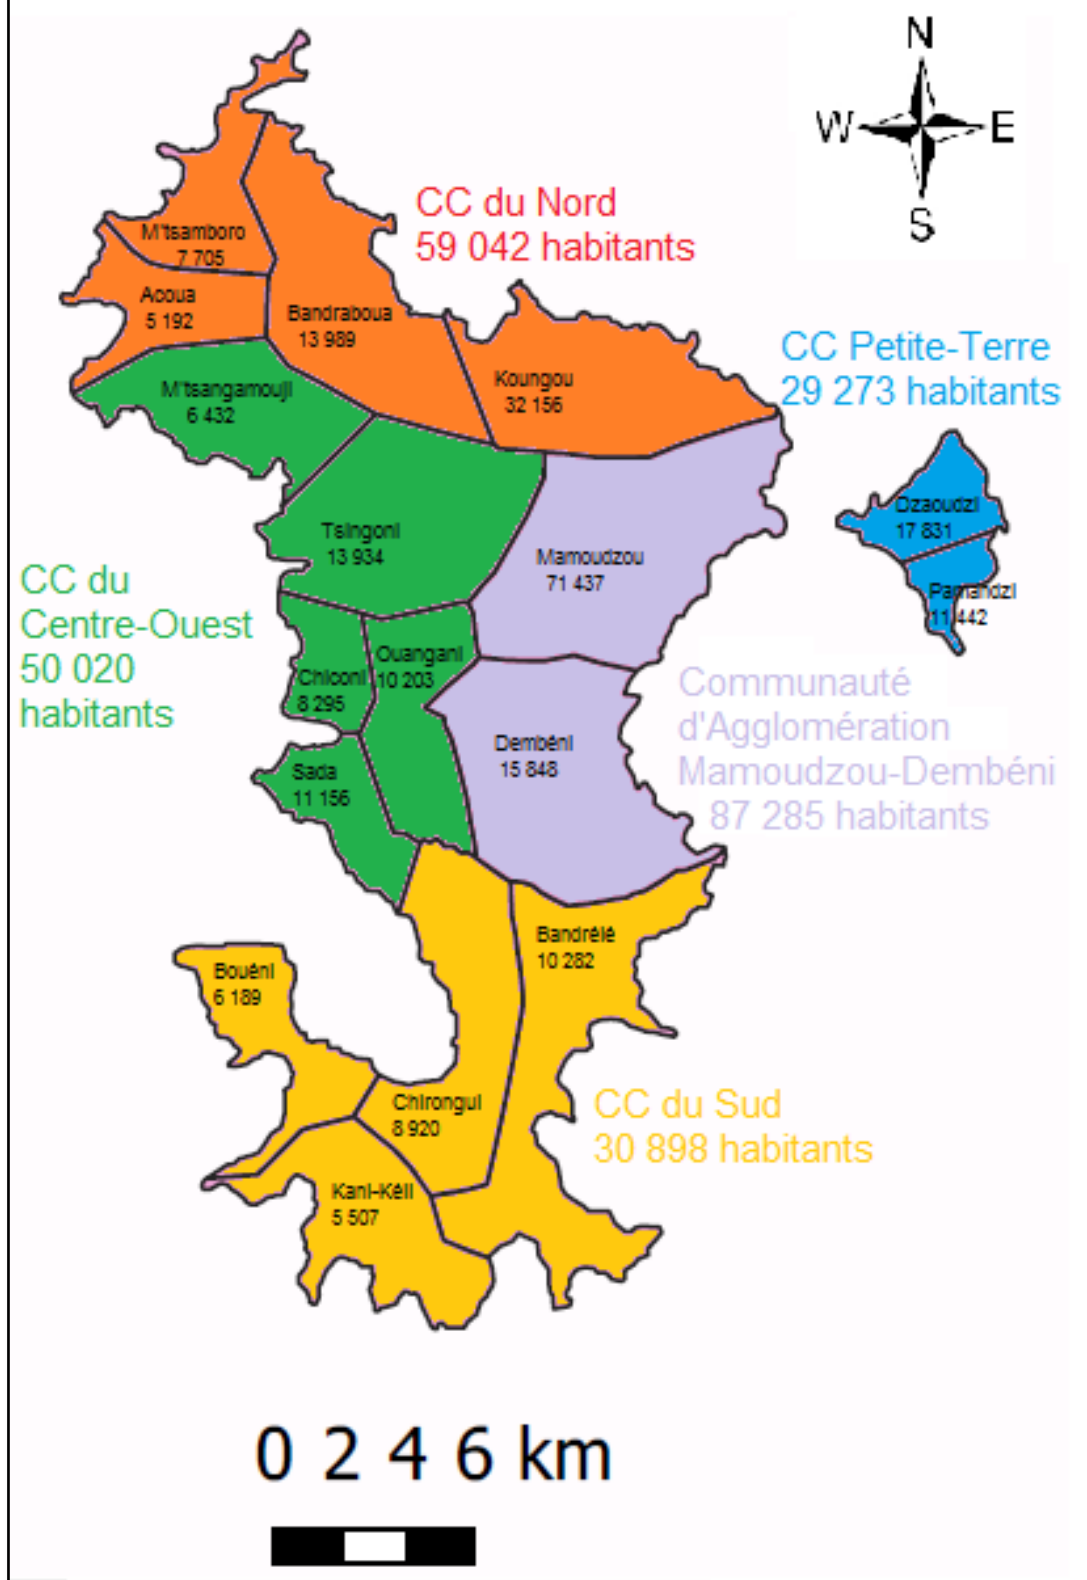 N
W E
S
CC du Nord
59 042 habitants
M'tsamboro
7 705
Acoua
5 192
Bandraboua
13 989
Koungou
32 156
CC Petite-Terre
29 273 habitants
M'tsangamouji
6 432
Dzaoudzi
17 831
Pamandzi
11 442
Tsingoni
13 934
Mamoudzou
71 437
CC du
Centre-Ouest
50 020
habitants
Ouangani
10 203
Chiconi
8 295
Communauté
d'Agglomération
Mamoudzou-Dembéni
87 285 habitants
Dembéni
15 848
Sada
11 156
Bandrélé
10 282
Bouéni
6 189
Chirongui
8 920
CC du Sud
30 898 habitants
Kani-Kéli
5 507
0 2 4 6 km